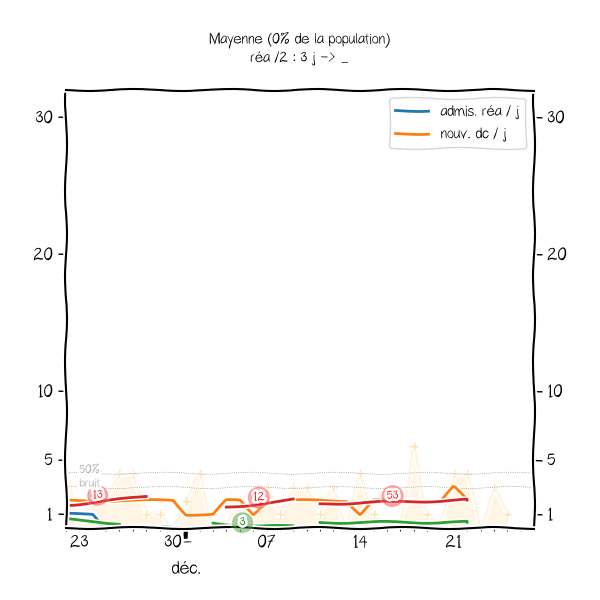 Mayenne (0% de la population)
réa /2 : 3 j -> _
admis. réa / j
nouv. dc / j
30 30
20 20
10 10
5 5
50%
bruit
13 12 53
3
1 1
23 30 07 14 21
déc.